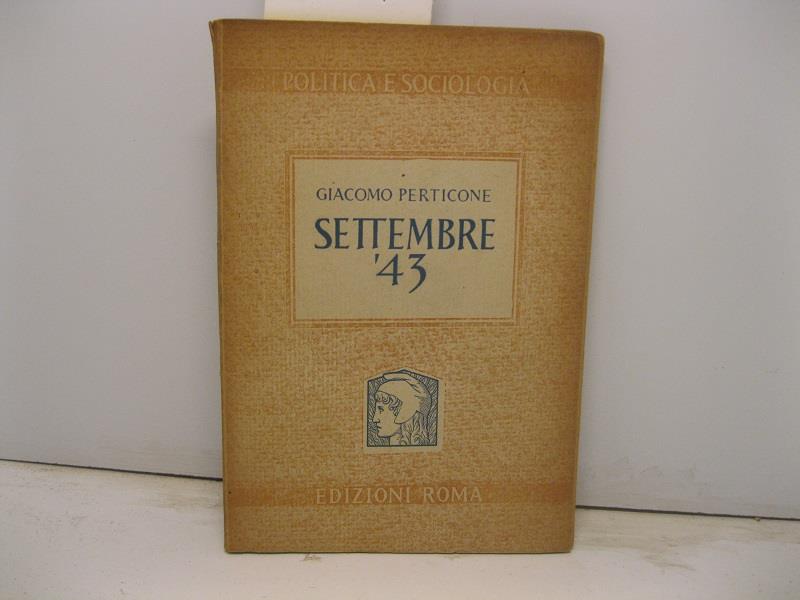 POLITICA E SOCIOLOGIA
GIACOMO PERTICONE
SETTEMBRE
'43
EDIZIONI ROMA